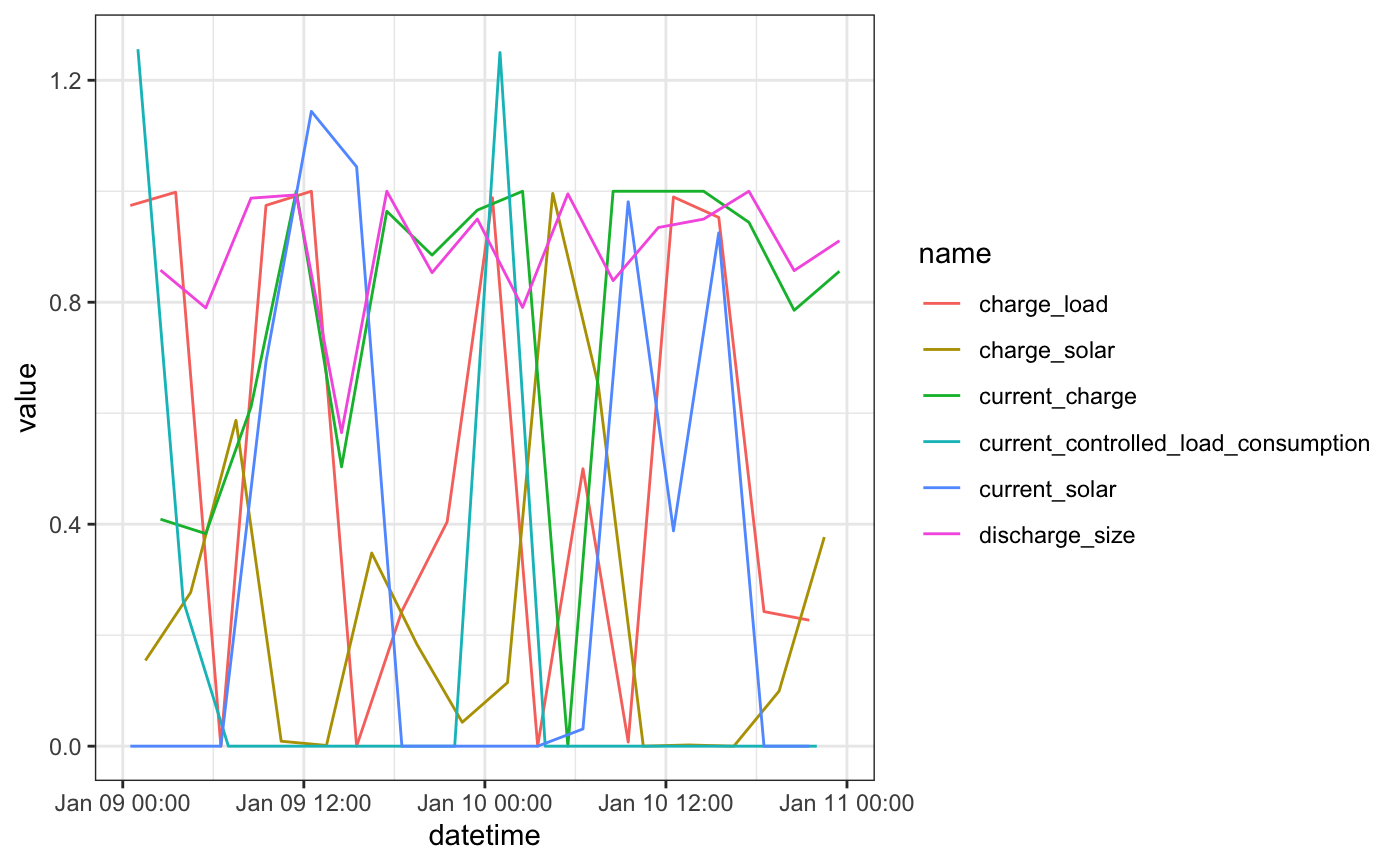 1.2
0.8
0.4
0.0
value
Jan 09 00:00 Jan 09 12:00 Jan 10 00:00 Jan 10 12:00 Jan 11 00:00
datetime
name
charge_load
charge_solar
current_charge
current_controlled_load_consumption
current_solar
discharge_size